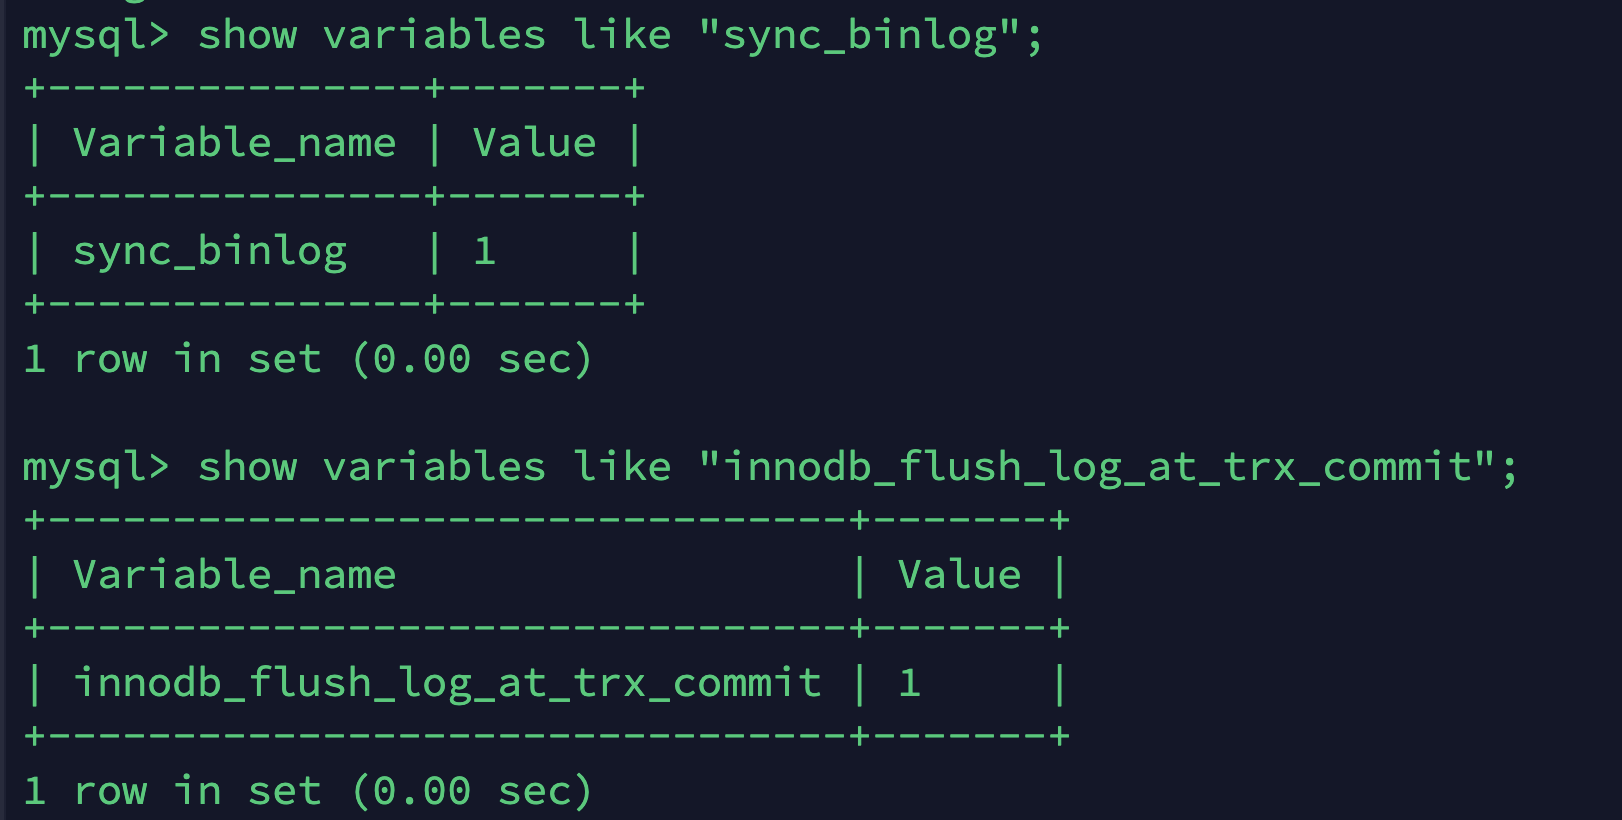 mysql> show variables like "sync_binlog";
+---------------+-------+
| Variable_name | Value |
+---------------+-------+
| sync_binlog   | 1     |
+---------------+-------+
1 row in set (0.00 sec)

mysql> show variables like "innodb_flush_log_at_trx_commit";
+--------------------------------+-------+
| Variable_name                  | Value |
+--------------------------------+-------+
| innodb_flush_log_at_trx_commit | 1     |
+--------------------------------+-------+
1 row in set (0.00 sec)